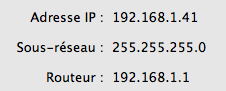 Adresse IP : 192.168.1.41
Sous-réseau : 255.255.255.0
Routeur : 192.168.1.1